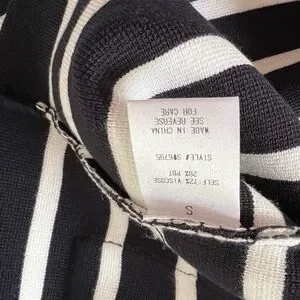 S
SELF: 72% VISCOSE
28% PBT
STYLE# SW6795
MADE IN CHINA
SEE REVERSE
FOR CARE